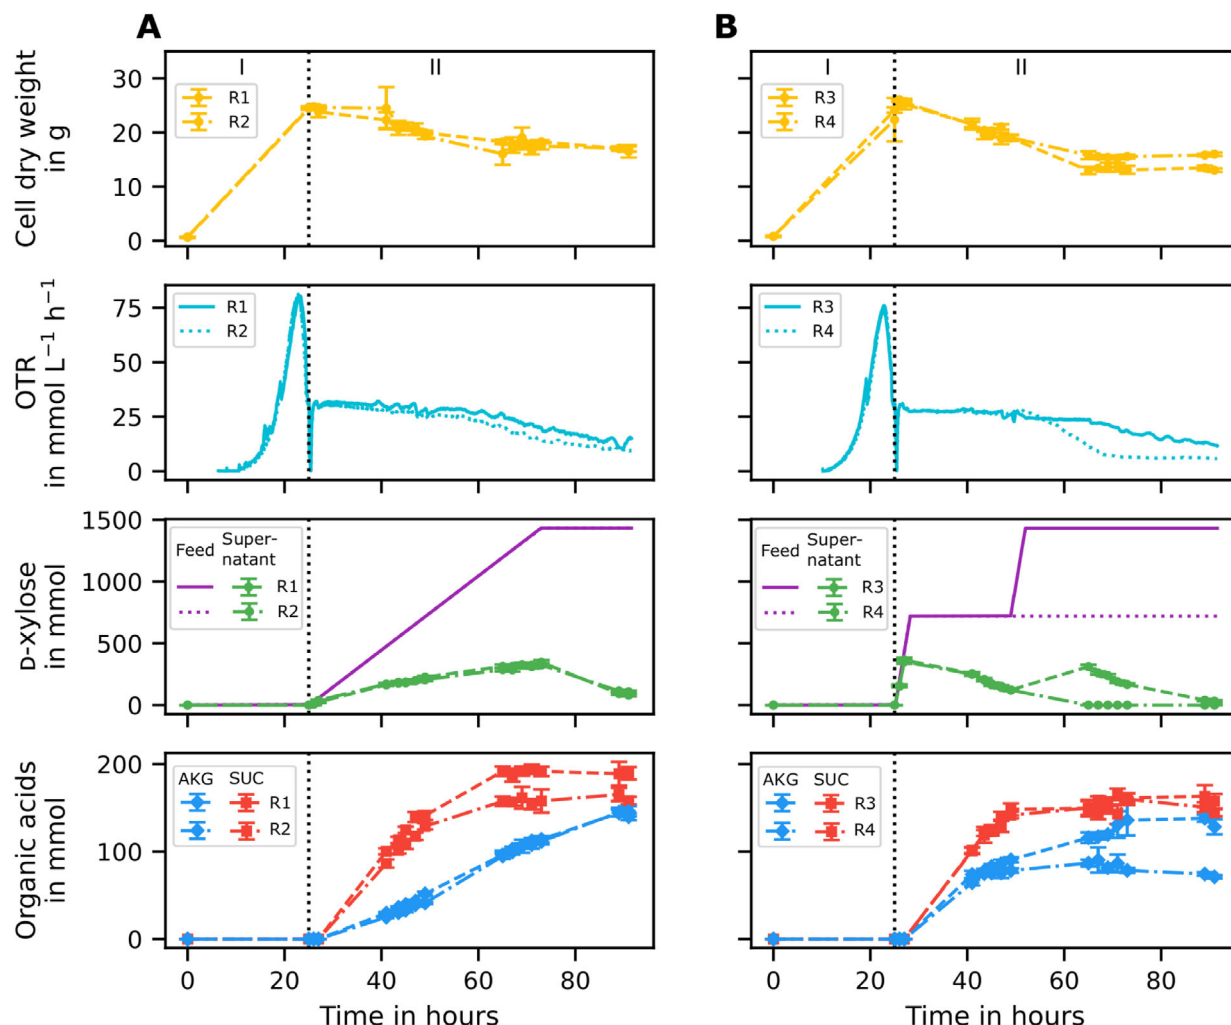 A
B
Cell dry weight
in g
30
20
10
0
I
II
R1
R2
I
II
R3
R4
OTR
in mmol L⁻¹ h⁻¹
75
50
25
0
R1
R2
R3
R4
D-xylose
in mmol
1500
1000
500
0
Feed Super-
natant
R1
R2
Feed Super-
natant
R3
R4
Organic acids
in mmol
200
100
0
AKG SUC
R1
R2
AKG SUC
R3
R4
0 20 40 60 80
0 20 40 60 80
Time in hours
Time in hours